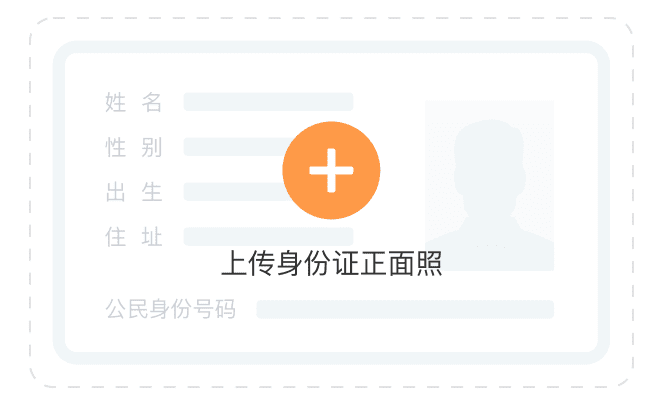 姓 名
性 别
出 生
住 址
上传身份证正面照
公民身份号码